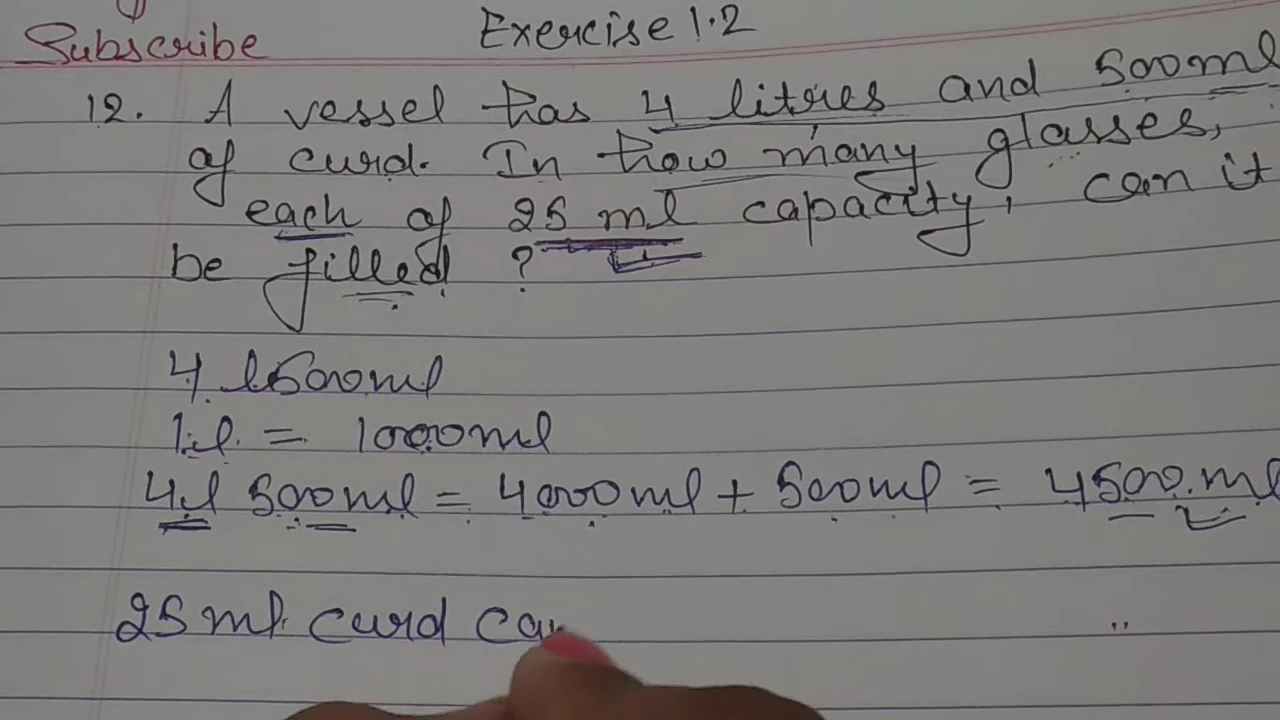 Subscribe
Exercise 1.2
12. A vessel has 4 litres and 500ml
of curd. In how many glasses,
each of 25 ml capacity, can it
be filled ?
4 l 500ml
1 l = 1000ml
4 l 500ml = 4000ml + 500ml = 4500 ml
25 ml curd can